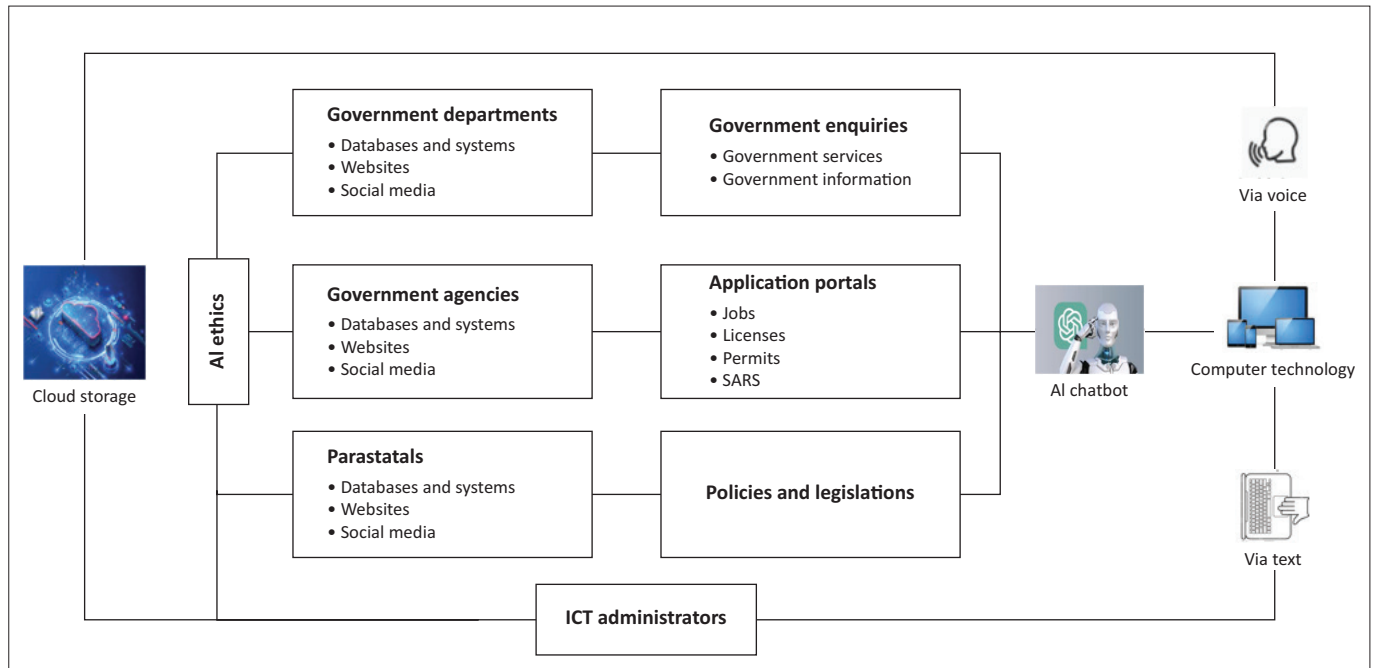 Government departments
• Databases and systems
• Websites
• Social media
Government enquiries
• Government services
• Government information
Via voice
Cloud storage
AI ethics
Government agencies
• Databases and systems
• Websites
• Social media
Application portals
• Jobs
• Licenses
• Permits
• SARS
AI chatbot
Computer technology
Parastatals
• Databases and systems
• Websites
• Social media
Policies and legislations
Via text
ICT administrators